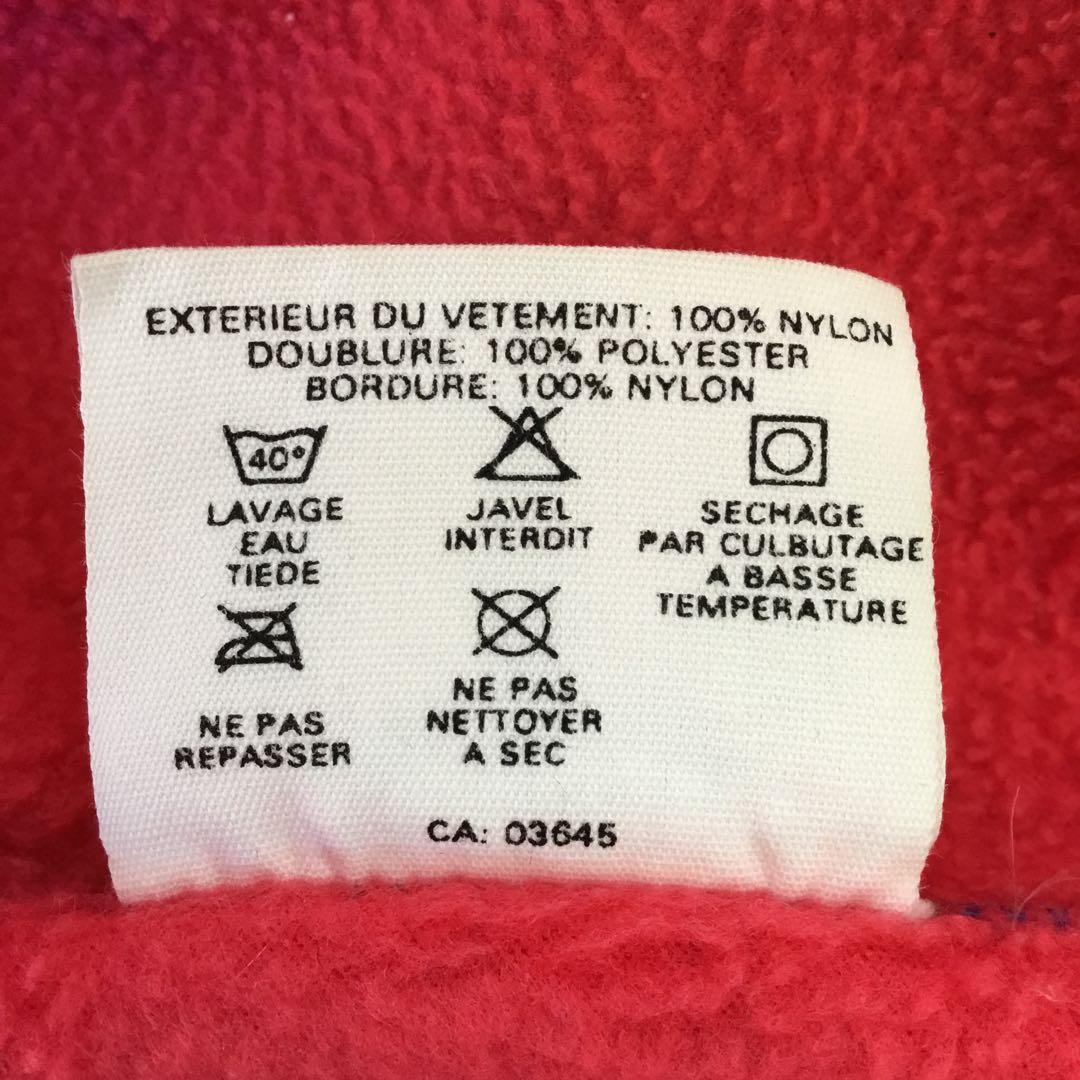 EXTERIEUR DU VETEMENT: 100% NYLON
DOUBLURE: 100% POLYESTER
BORDURE: 100% NYLON
40°
LAVAGE
EAU
TIEDE
JAVEL
INTERDIT
SECHAGE
PAR CULBUTAGE
A BASSE
TEMPERATURE
NE PAS
REPASSER
NE PAS
NETTOYER
A SEC
CA: 03645